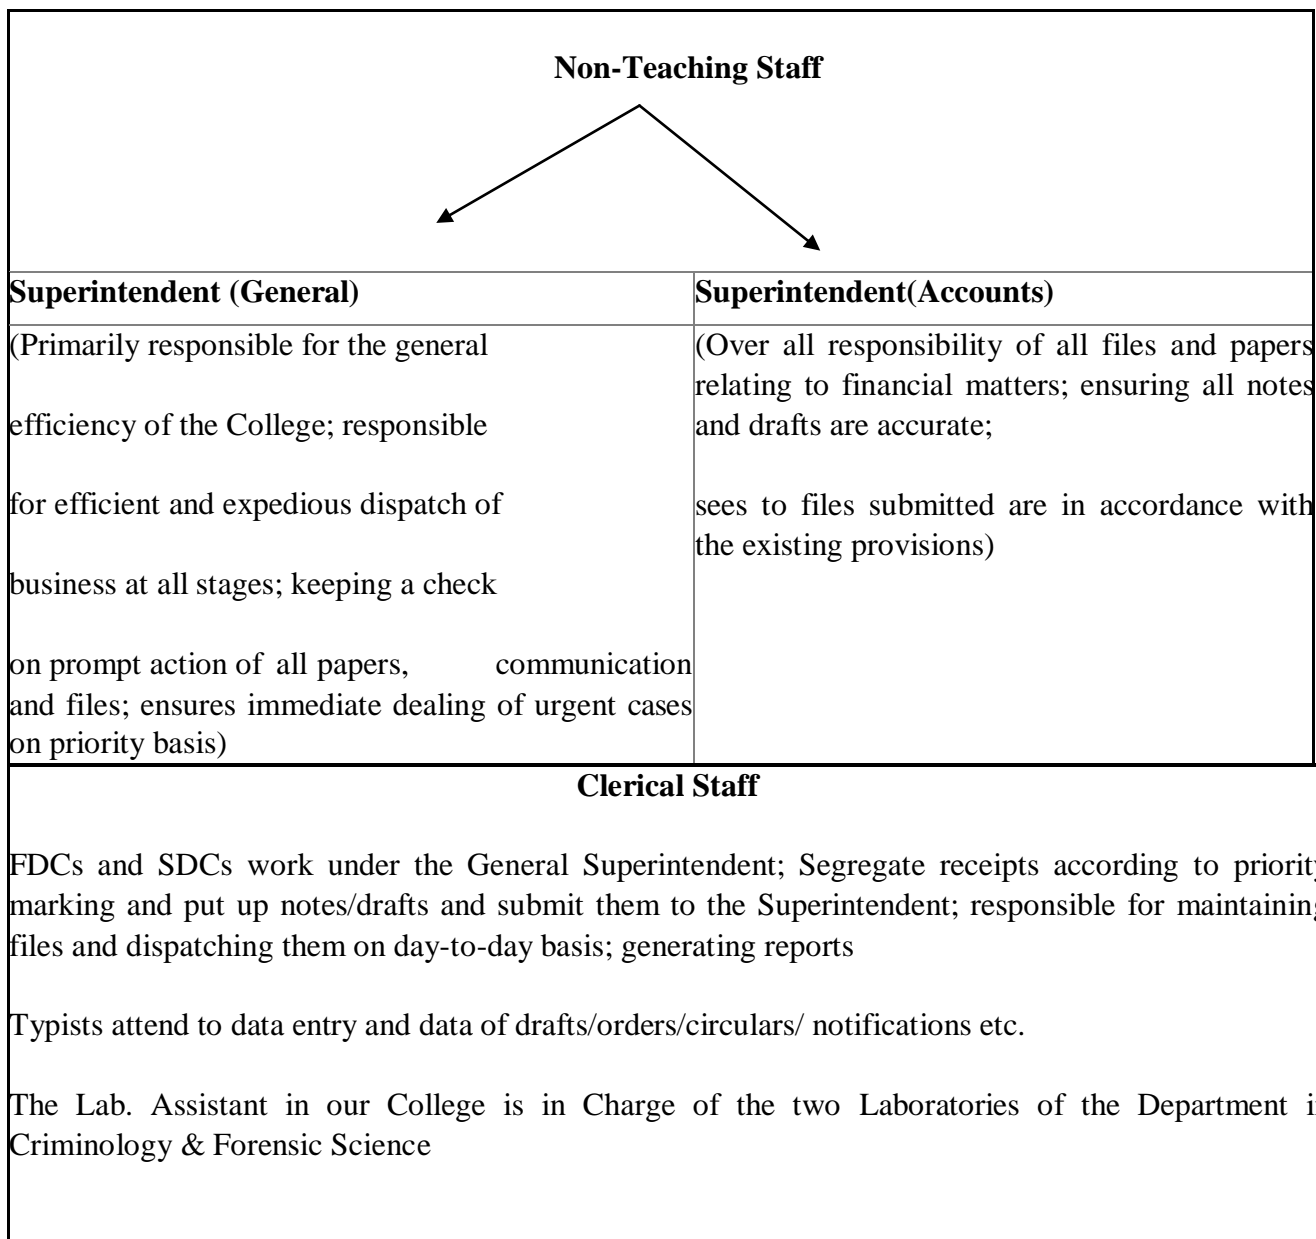 Non-Teaching Staff
Superintendent (General)
Superintendent(Accounts)
(Primarily responsible for the general
efficiency of the College; responsible
for efficient and expedious dispatch of
business at all stages; keeping a check
on prompt action of all papers, communication
and files; ensures immediate dealing of urgent cases
on priority basis)
(Over all responsibility of all files and papers
relating to financial matters; ensuring all notes
and drafts are accurate;
sees to files submitted are in accordance with
the existing provisions)
Clerical Staff
FDCs and SDCs work under the General Superintendent; Segregate receipts according to
marking and put up notes/drafts and submit them to the Superintendent; responsible for
files and dispatching them on day-to-day basis; generating reports
Typists attend to data entry and data of drafts/orders/circulars/ notifications etc.
The Lab. Assistant in our College is in Charge of the two Laboratories of the Department
Criminology & Forensic Science